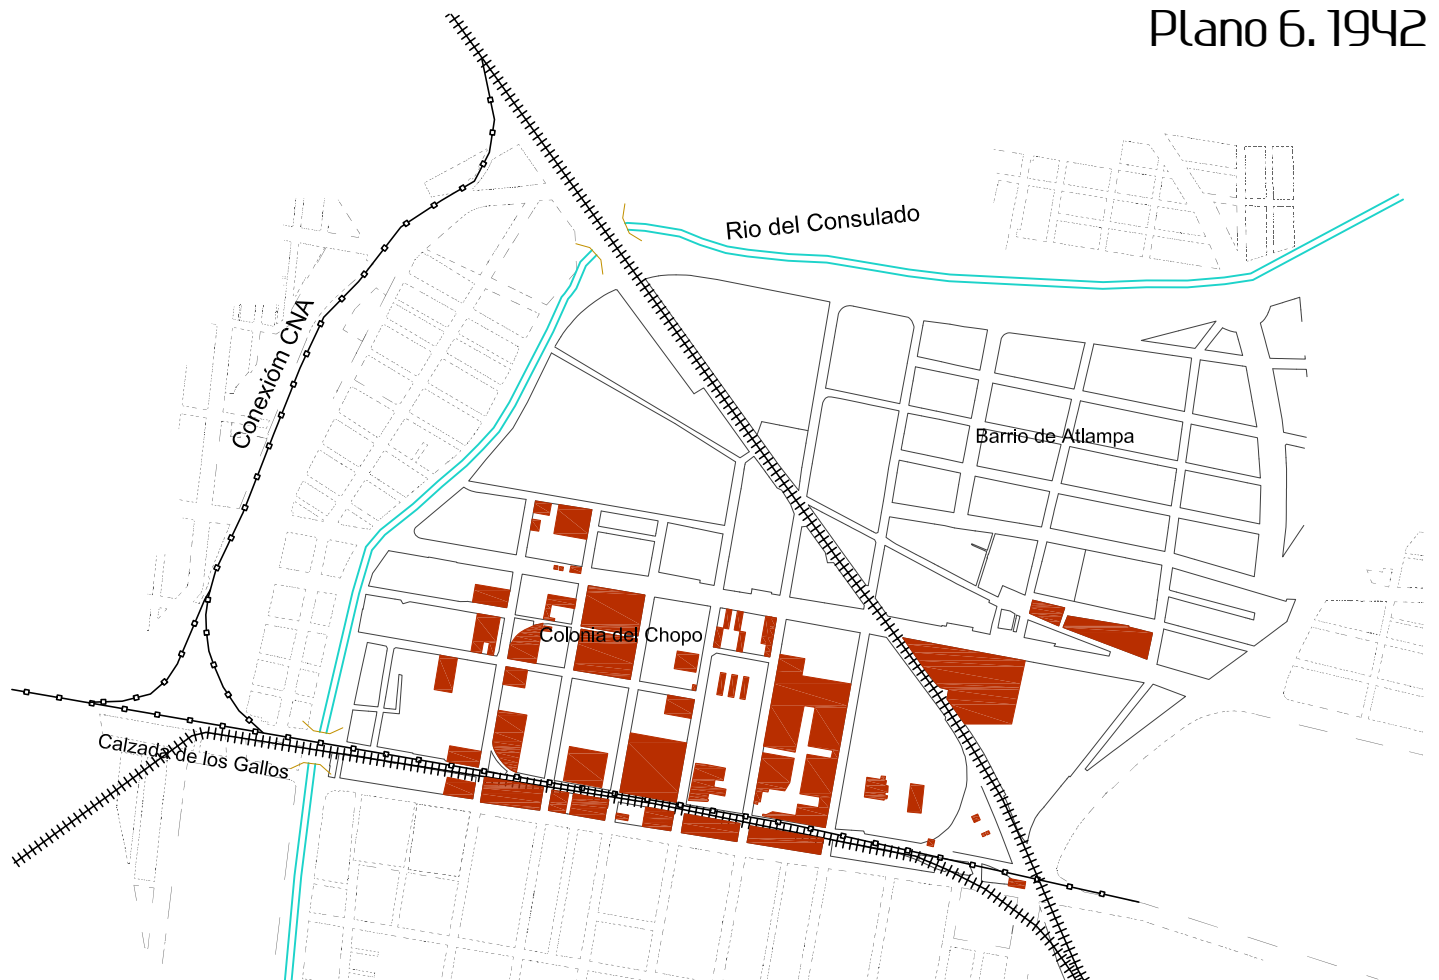 Plano 6. 1942
Rio del Consulado
Conexióm CNA
Barrio de Atlampa
Colonia del Chopo
Calzada de los Gallos